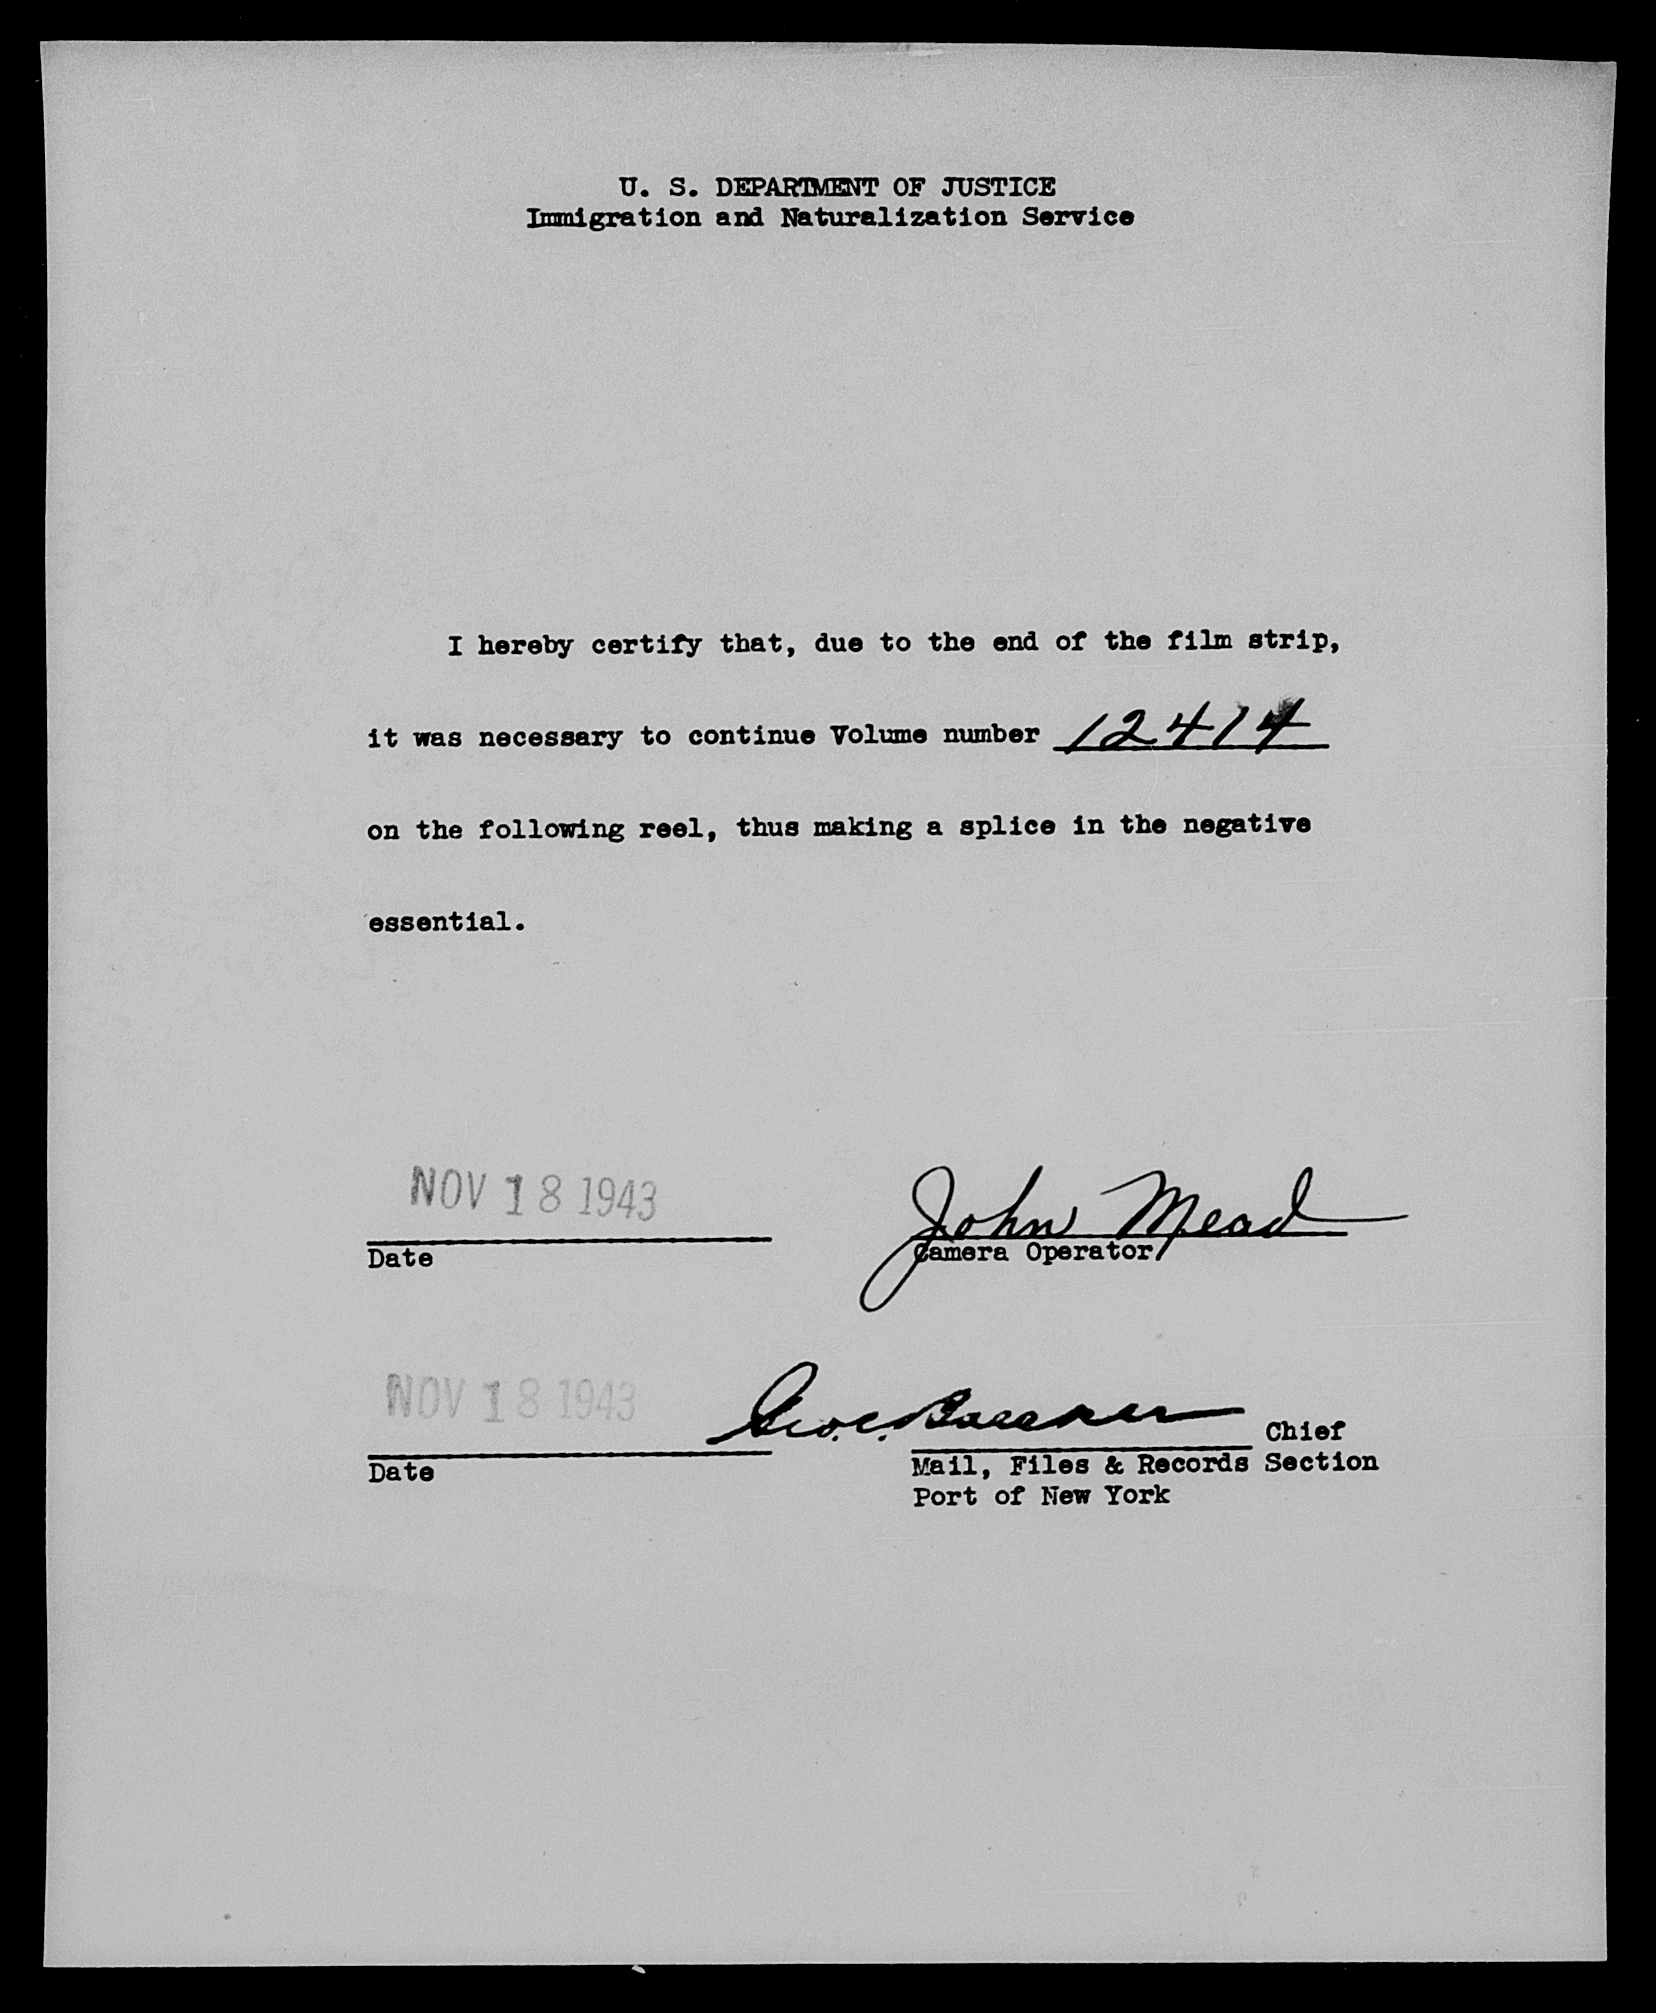 U. S. DEPARTMENT OF JUSTICE
Immigration and Naturalization Service
I hereby certify that, due to the end of the film strip,
it was necessary to continue Volume number 12414
on the following reel, thus making a splice in the negative
essential.
NOV 18 1943
John Mead
Date
Camera Operator
NOV 18 1943
Geo. C.
Chief
Date
Mail, Files & Records Section
Port of New York